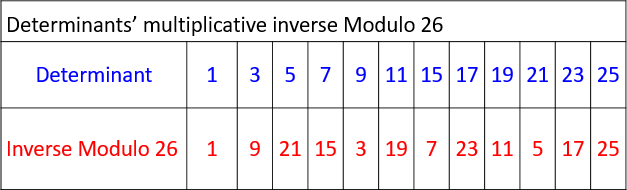 Determinants’ multiplicative inverse Modulo 26
Determinant 1 3 5 7 9 11 15 17 19 21 23 25
Inverse Modulo 26 1 9 21 15 3 19 7 23 11 5 17 25